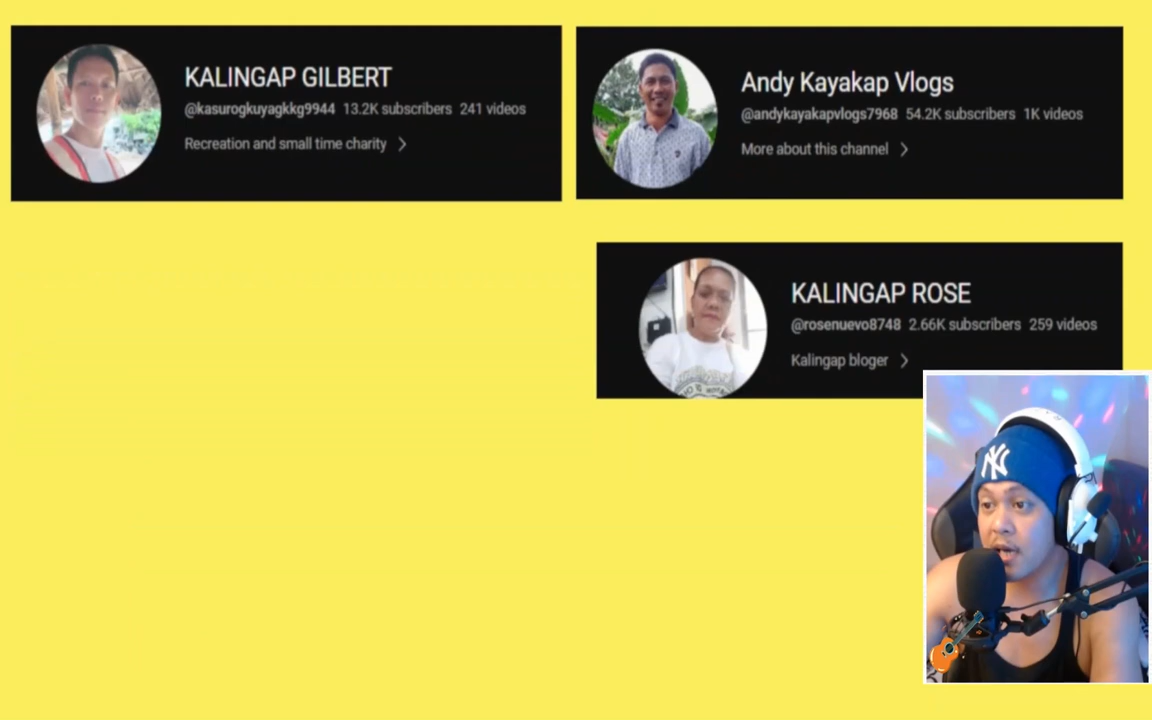 KALINGAP GILBERT
@kasurogkuyagkkg9944 13.2K subscribers 241 videos
Recreation and small time charity
Andy Kayakap Vlogs
@andykayakapvlogs7968 54.2K subscribers 1K videos
More about this channel
KALINGAP ROSE
@rosenuevo8748 2.66K subscribers 259 videos
Kalingap bloger
NY